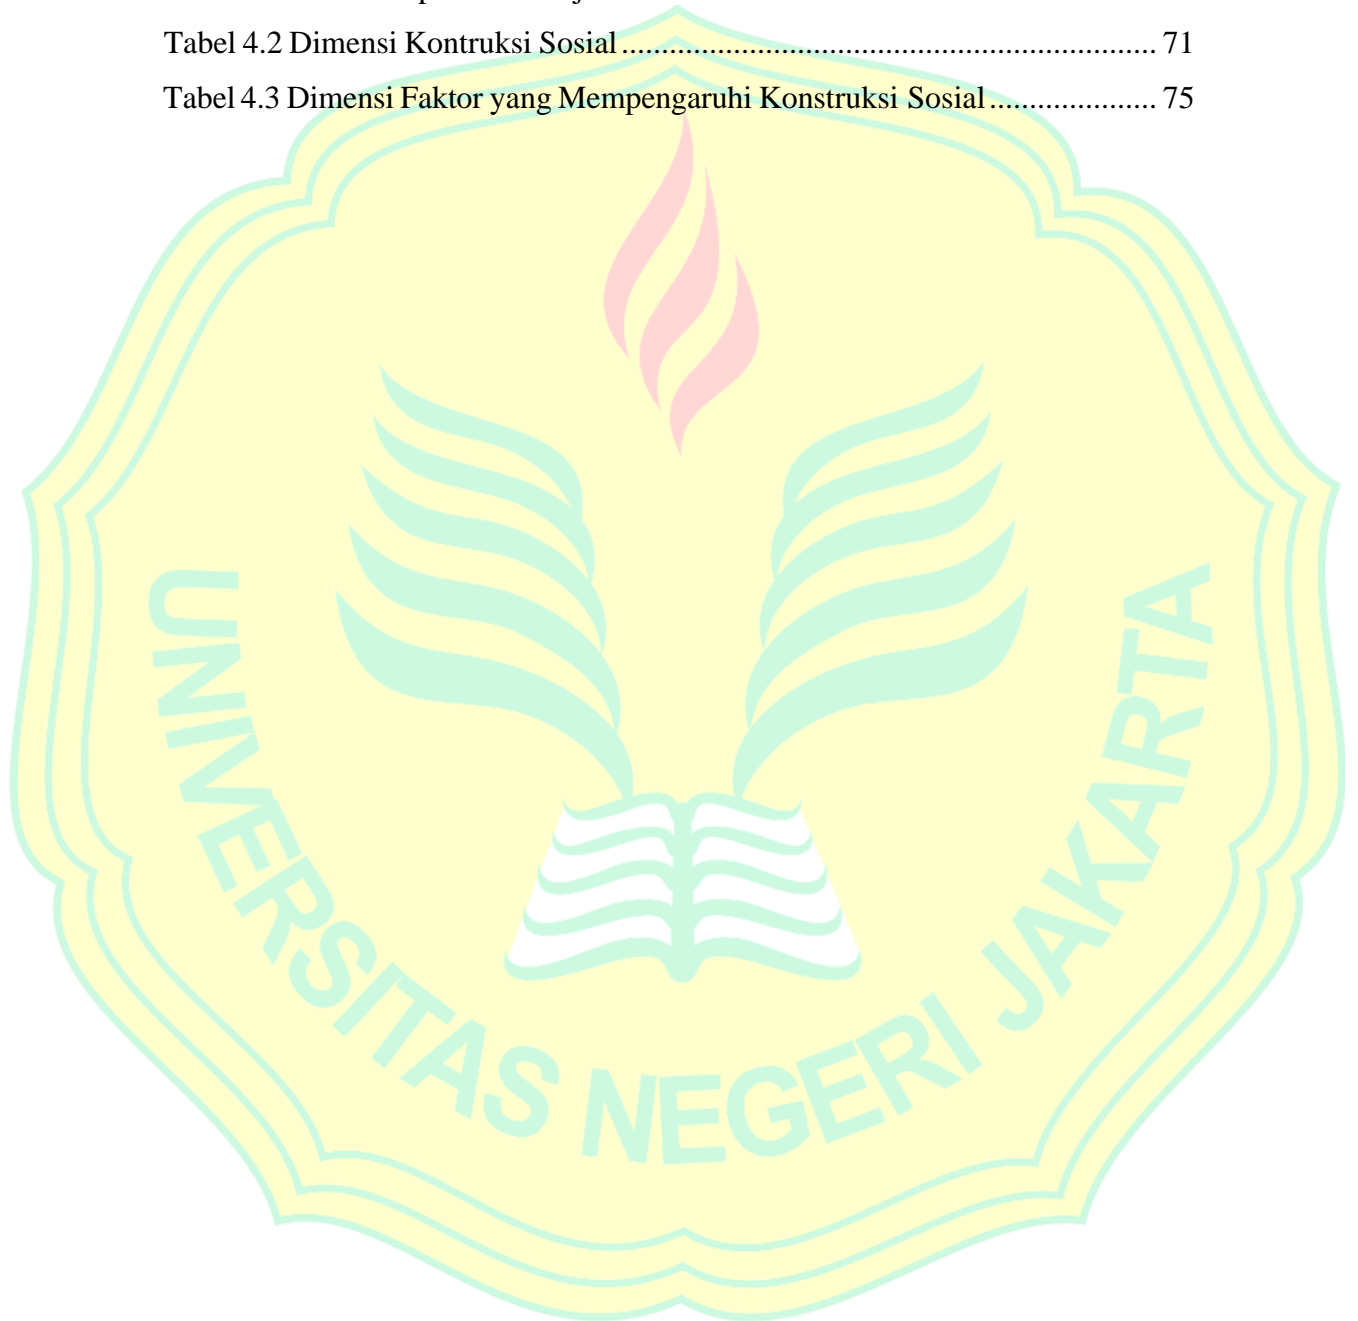 Tabel 4.2 Dimensi Kontruksi Sosial................................................................. 71
Tabel 4.3 Dimensi Faktor yang Mempengaruhi Konstruksi Sosial.................... 75
UNIVERSITAS NEGERI JAKARTA